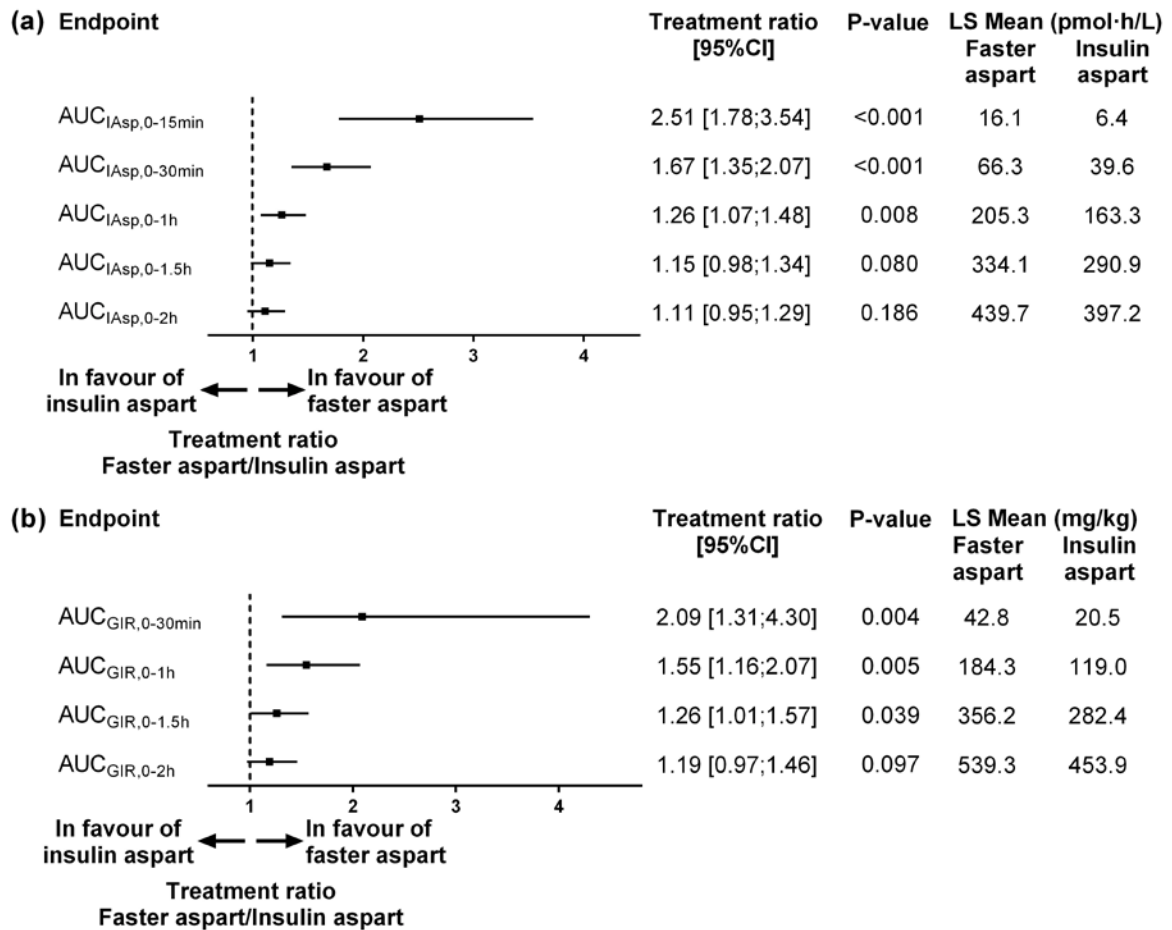 (a) Endpoint Treatment ratio P-value LS Mean (pmol·h/L)
[95%CI] Faster Insulin
aspart aspart
AUCIAsp,0-15min 2.51 [1.78;3.54] <0.001 16.1 6.4
AUCIAsp,0-30min 1.67 [1.35;2.07] <0.001 66.3 39.6
AUCIAsp,0-1h 1.26 [1.07;1.48] 0.008 205.3 163.3
AUCIAsp,0-1.5h 1.15 [0.98;1.34] 0.080 334.1 290.9
AUCIAsp,0-2h 1.11 [0.95;1.29] 0.186 439.7 397.2
1 2 3 4
In favour of In favour of
insulin aspart faster aspart
Treatment ratio
Faster aspart/Insulin aspart
(b) Endpoint Treatment ratio P-value LS Mean (mg/kg)
[95%CI] Faster Insulin
aspart aspart
AUCGIR,0-30min 2.09 [1.31;4.30] 0.004 42.8 20.5
AUCGIR,0-1h 1.55 [1.16;2.07] 0.005 184.3 119.0
AUCGIR,0-1.5h 1.26 [1.01;1.57] 0.039 356.2 282.4
AUCGIR,0-2h 1.19 [0.97;1.46] 0.097 539.3 453.9
1 2 3 4
In favour of In favour of
insulin aspart faster aspart
Treatment ratio
Faster aspart/Insulin aspart